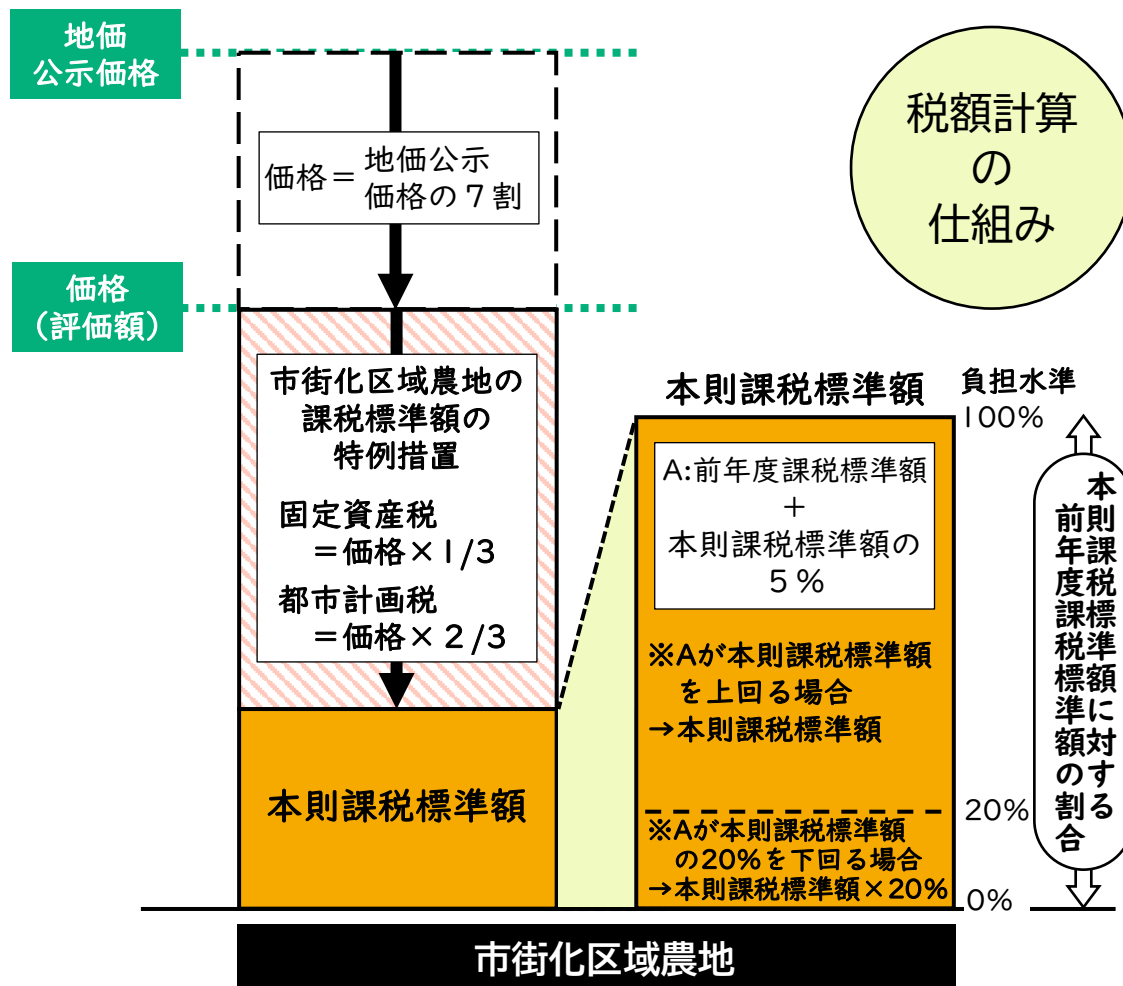 地価
公示価格
税額計算
の
仕組み
価格＝
地価公示
価格の７割
価格
（評価額）
市街化区域農地の
課税標準額の
特例措置
固定資産税
＝価格×1/3
都市計画税
＝価格×２/3
本則課税標準額
本則課税標準額
負担水準
100%
A:前年度課税標準額
＋
本則課税標準額の
５%
※Aが本則課税標準額
を上回る場合
→本則課税標準額
20%
※Aが本則課税標準額
の20%を下回る場合
→本則課税標準額×20%
0%
本則課税標準額に対する
前年度課税標準額の割合
市街化区域農地